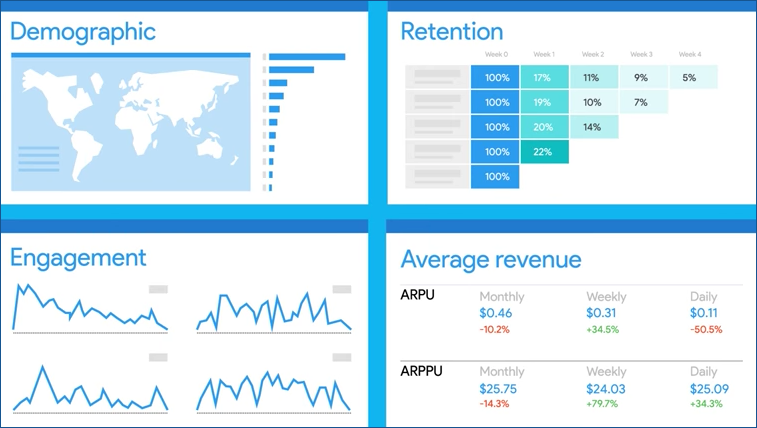 Demographic
Retention
Week 0 Week 1 Week 2 Week 3 Week 4
100% 17% 11% 9% 5%
100% 19% 10% 7%
100% 20% 14%
100% 22%
100%
Engagement
Average revenue
ARPU Monthly Weekly Daily
$0.46 $0.31 $0.11
-10.2% +34.5% -50.5%
ARPPU Monthly Weekly Daily
$25.75 $24.03 $25.09
-14.3% +79.7% +34.3%